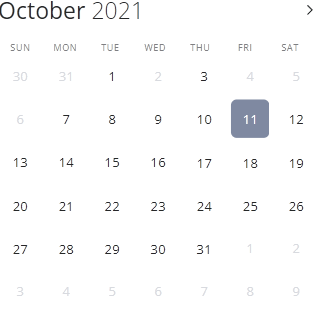 October 2021
SUN MON TUE WED THU FRI SAT
30 31 1 2 3 4 5
6 7 8 9 10 11 12
13 14 15 16 17 18 19
20 21 22 23 24 25 26
27 28 29 30 31 1 2
3 4 5 6 7 8 9